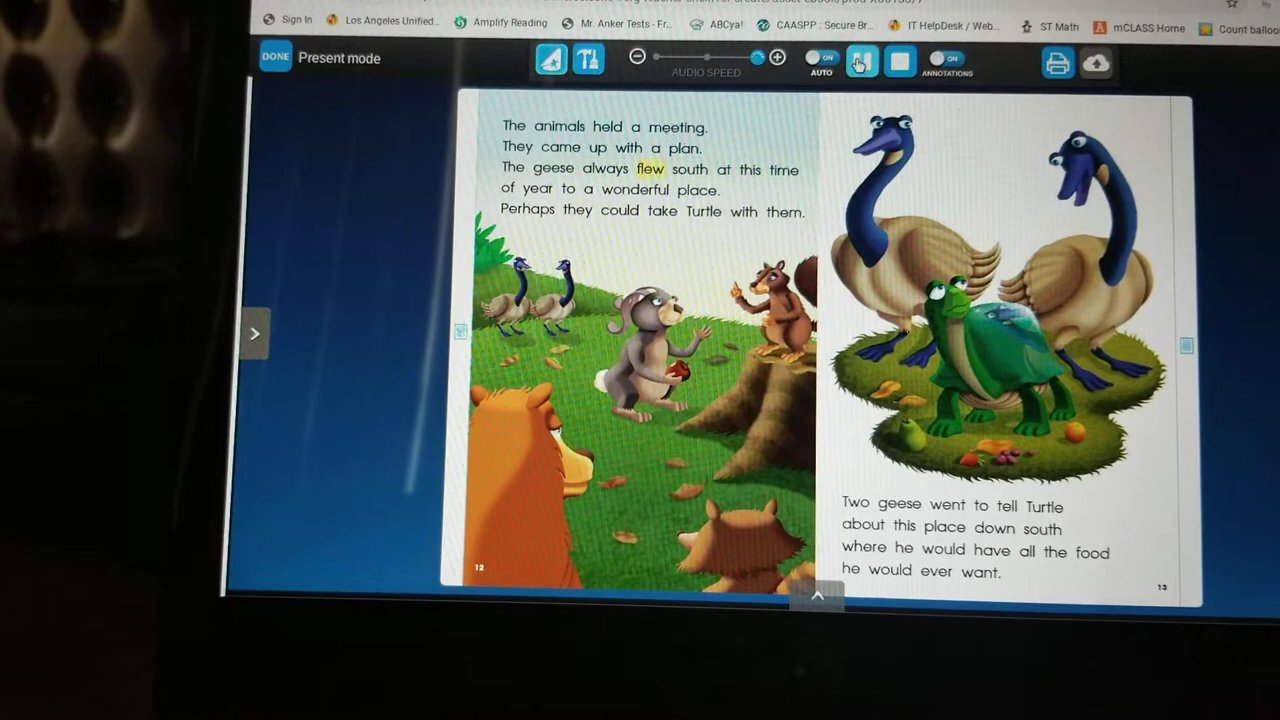 Sign In
Los Angeles Unified...
Amplify Reading
Mr. Anker Tests - Fr...
ABCya!
CAASPP : Secure Br...
IT HelpDesk / Web...
ST Math
mCLASS Home
Count balloo
DONE
Present mode
AUDIO SPEED
ON
AUTO
ON
ANNOTATIONS
The animals held a meeting.
They came up with a plan.
The geese always flew south at this time
of year to a wonderful place.
Perhaps they could take Turtle with them.
12
Two geese went to tell Turtle
about this place down south
where he would have all the food
he would ever want.
13